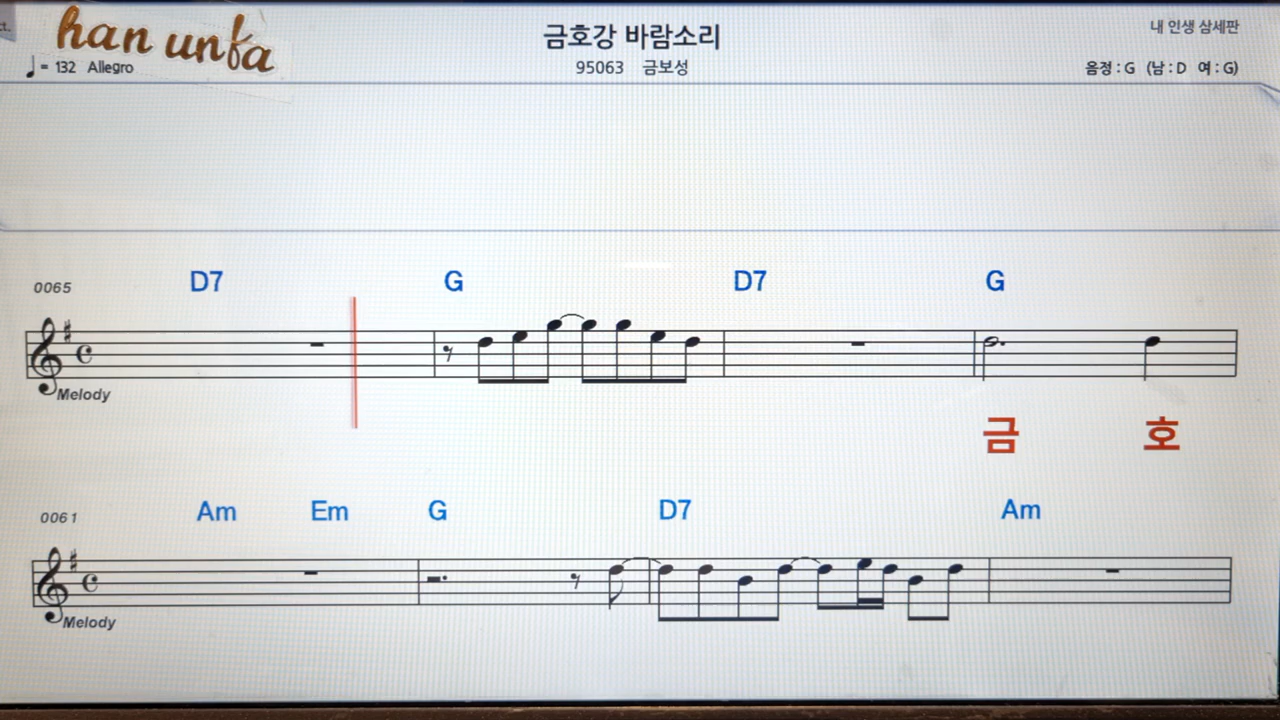 ct.
han unfa
금호강 바람소리
내 인생 삼세판
♩= 132 Allegro
95063 금보성
음정 : G (남 : D 여 : G)
0065 D7 G D7 G
Melody
금 호
0061 Am Em G D7 Am
Melody